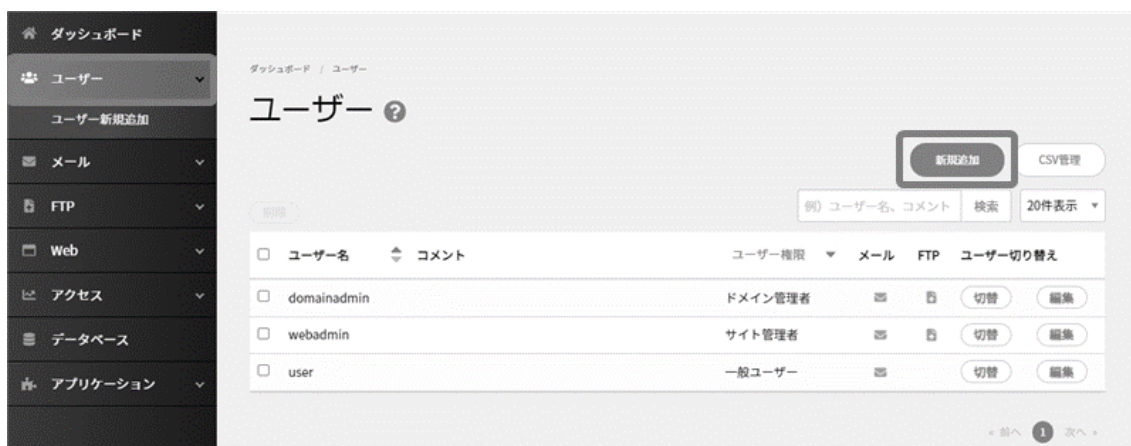 ダッシュボード
ユーザー
ユーザー新規追加
メール
FTP
Web
アクセス
データベース
アプリケーション
ダッシュボード / ユーザー
ユーザー ?
新規追加 CSV管理
削除 例）ユーザー名、コメント 検索 20件表示
ユーザー名 コメント ユーザー権限 メール FTP ユーザー切り替え
domainadmin ドメイン管理者 切替 編集
webadmin サイト管理者 切替 編集
user 一般ユーザー 切替 編集
« 前へ 1 次へ »